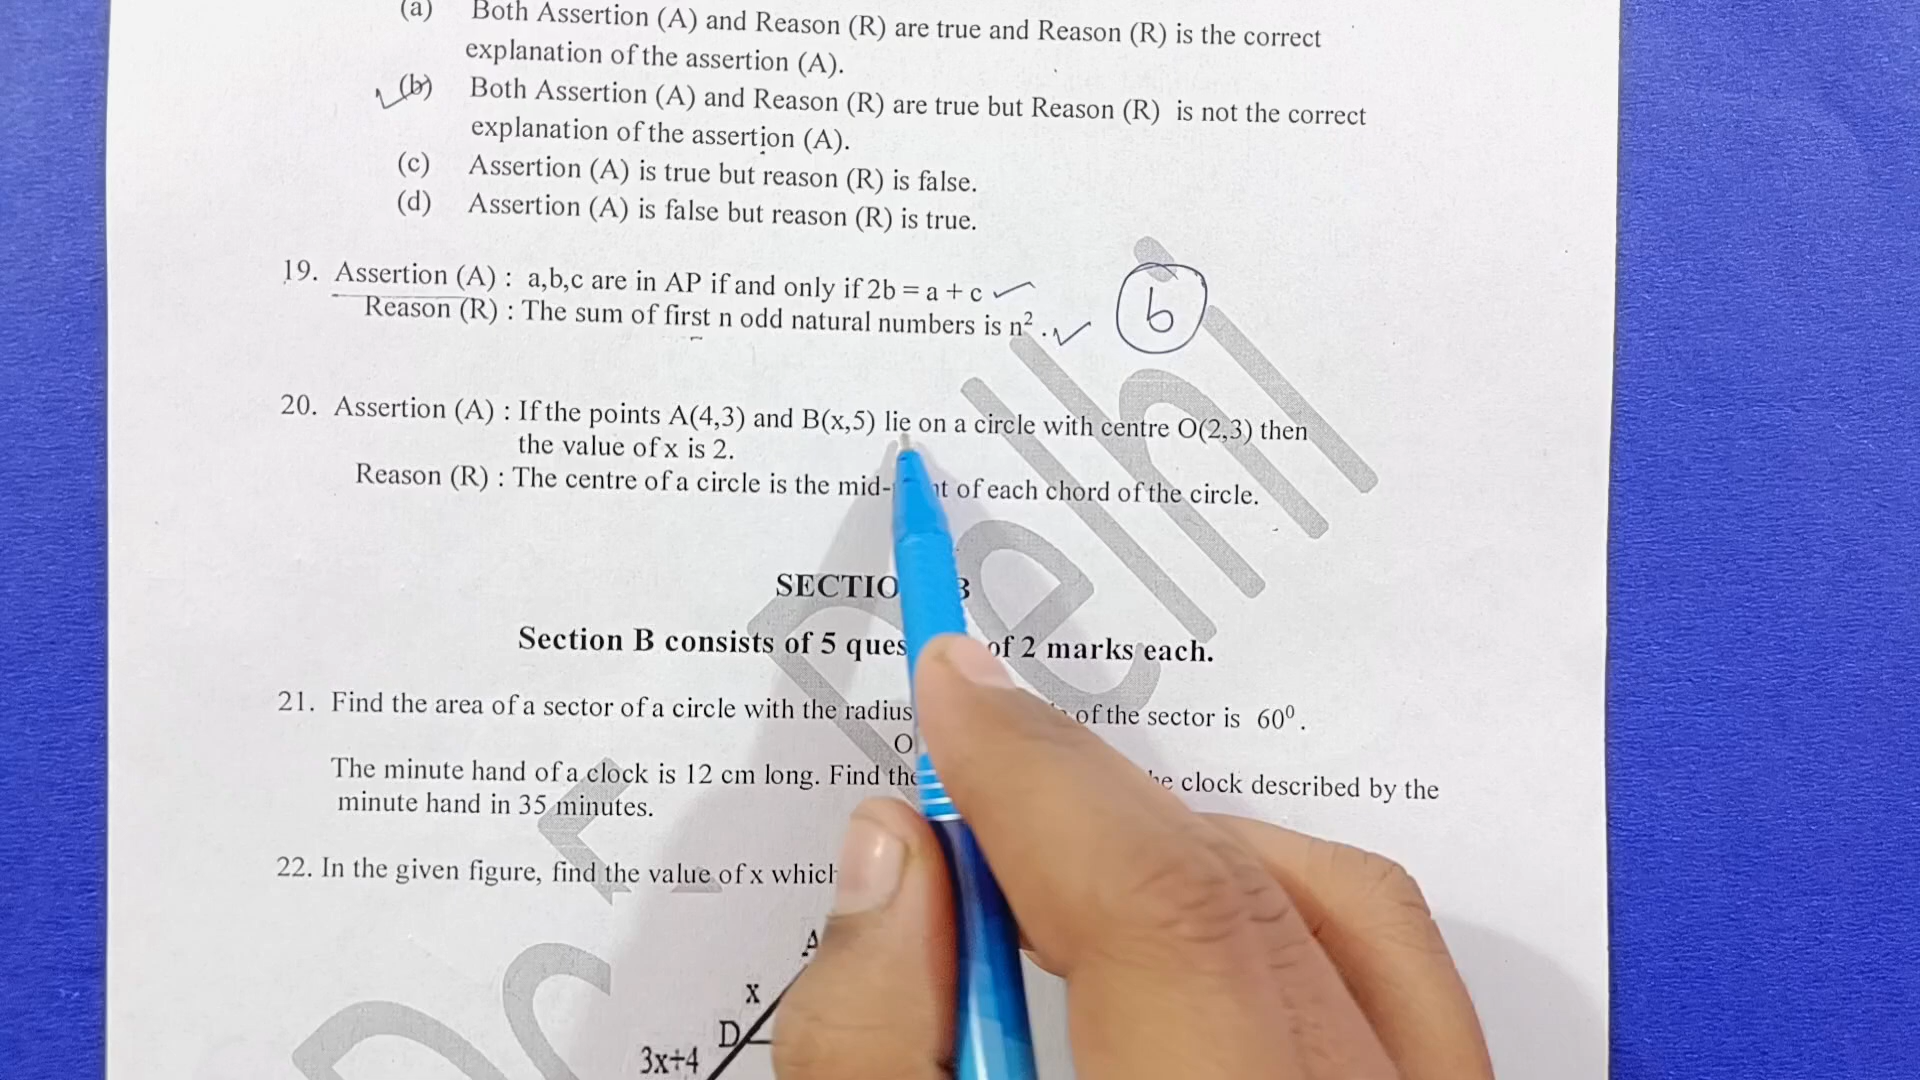 (a) Both Assertion (A) and Reason (R) are true and Reason (R) is the correct
explanation of the assertion (A).
(b) Both Assertion (A) and Reason (R) are true but Reason (R) is not the correct
explanation of the assertion (A).
(c) Assertion (A) is true but reason (R) is false.
(d) Assertion (A) is false but reason (R) is true.
19. Assertion (A) : a,b,c are in AP if and only if 2b = a + c
Reason (R) : The sum of first n odd natural numbers is n².
b
20. Assertion (A) : If the points A(4,3) and B(x,5) lie on a circle with centre O(2,3) then
the value of x is 2.
Reason (R) : The centre of a circle is the mid- of each chord of the circle.
SECTIO
Section B consists of 5 of 2 marks each.
21. Find the area of a sector of a circle with the radius of the sector is 60⁰.
O
The minute hand of a clock is 12 cm long. Find the clock described by the
minute hand in 35 minutes.
22. In the given figure, find the value of x which
A
x
D
3x+4
Delhi